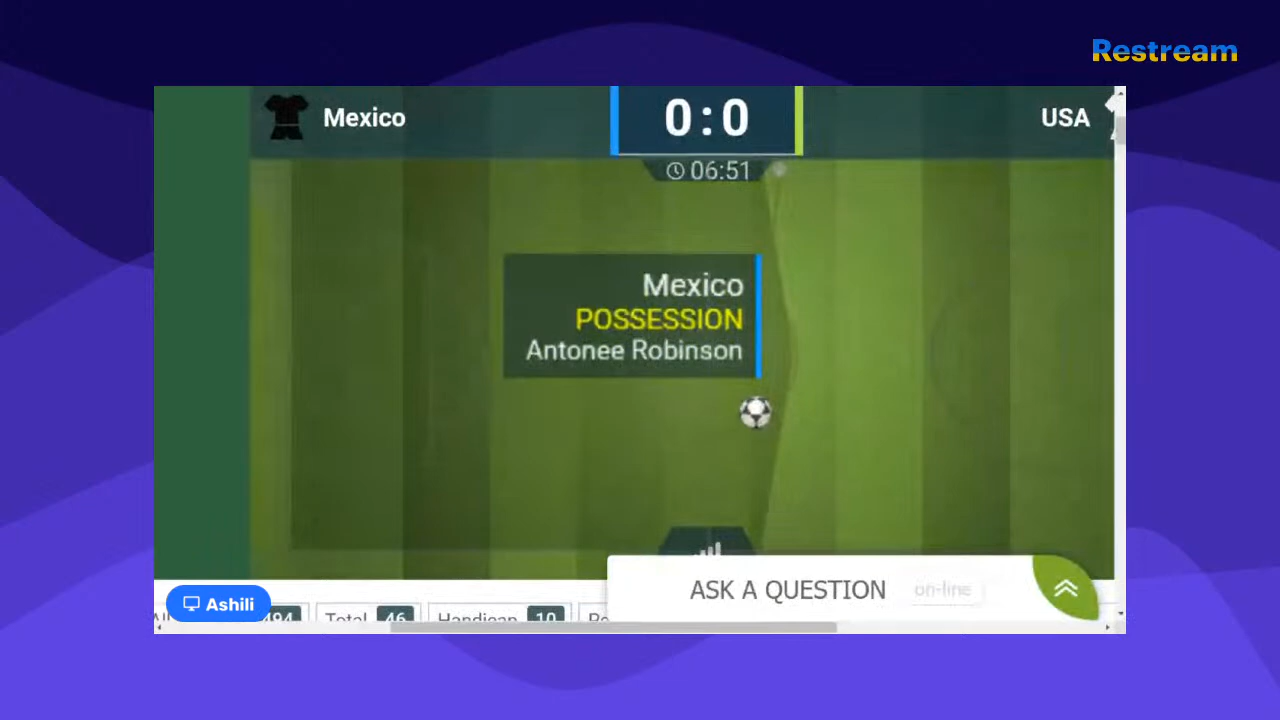 Restream
Mexico
0:0
USA
06:51
Mexico
POSSESSION
Antonee Robinson
ASK A QUESTION
on-line
Ashili
Total 46
Handicap 10